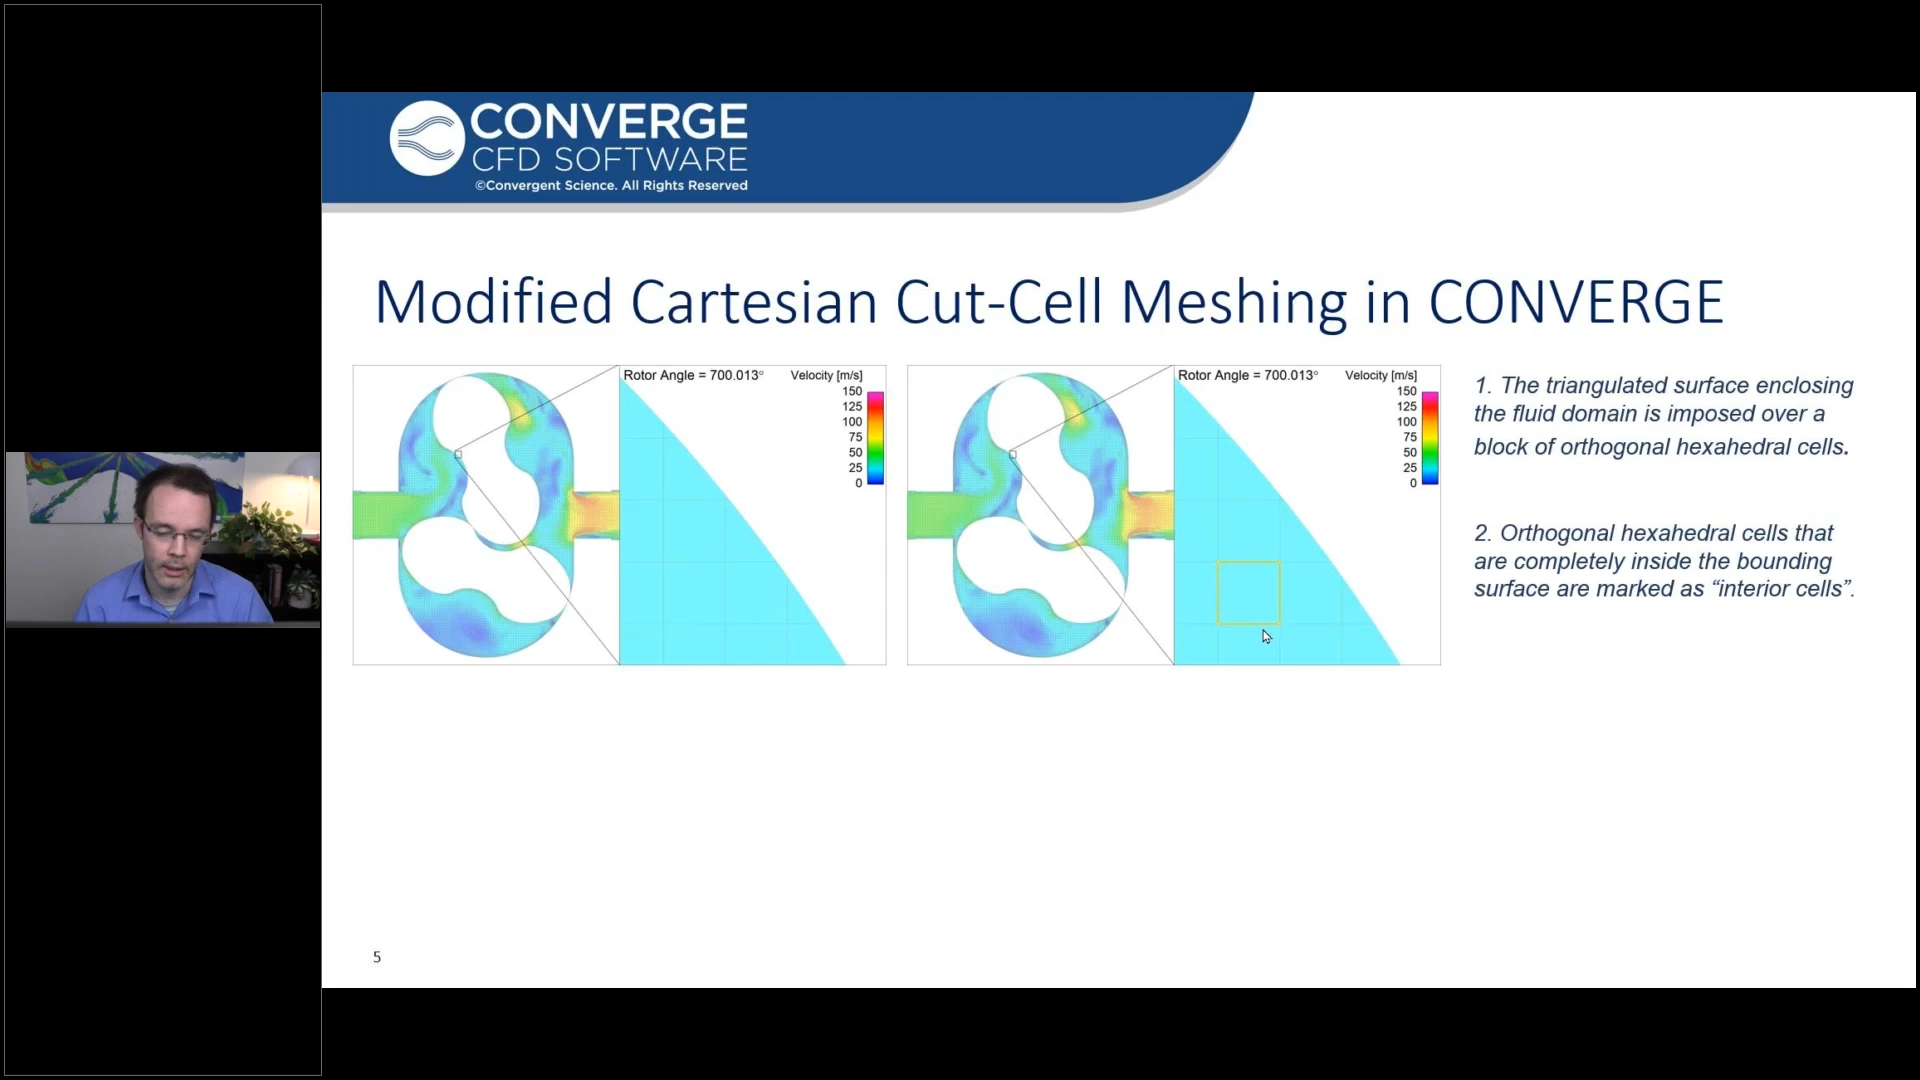 CONVERGE
CFD SOFTWARE
©Convergent Science. All Rights Reserved
Modified Cartesian Cut-Cell Meshing in CONVERGE
Rotor Angle = 700.013°
Velocity [m/s]
150
125
100
75
50
25
0
Rotor Angle = 700.013°
Velocity [m/s]
150
125
100
75
50
25
0
1. The triangulated surface enclosing
the fluid domain is imposed over a
block of orthogonal hexahedral cells.
2. Orthogonal hexahedral cells that
are completely inside the bounding
surface are marked as “interior cells”.
5